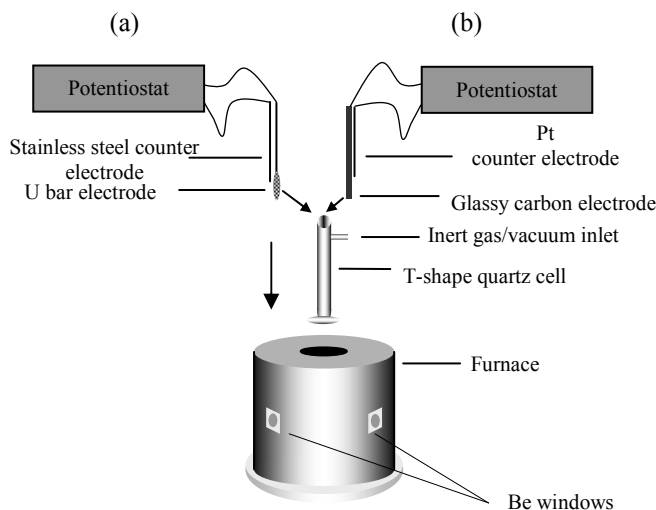 (a)
(b)
Potentiostat
Potentiostat
Stainless steel counter
electrode
U bar electrode
Pt
counter electrode
Glassy carbon electrode
Inert gas/vacuum inlet
T-shape quartz cell
Furnace
Be windows